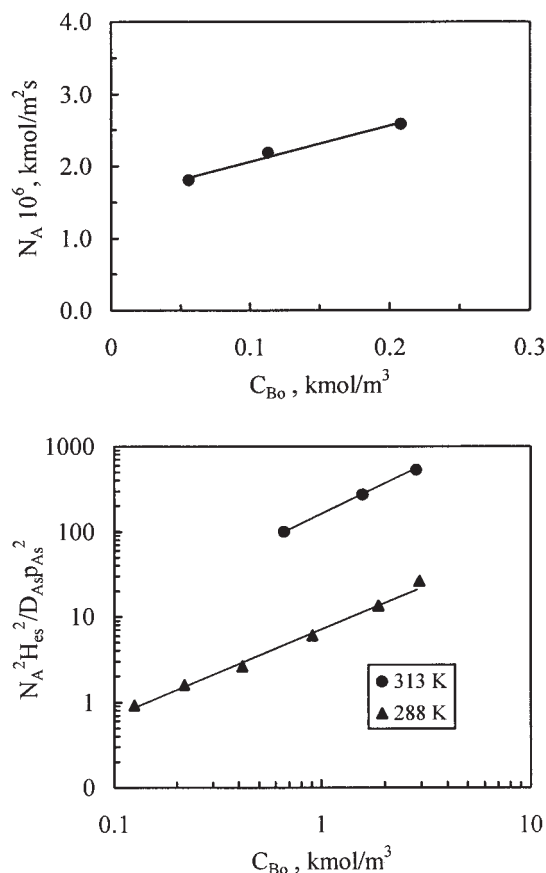 4.0
3.0
2.0
1.0
0.0
N_A 10^6, kmol/m^2s
0 0.1 0.2 0.3
C_Bo , kmol/m^3
1000
100
10
1
0
N_A^2H_es^2/D_Asp_As^2
313 K
288 K
0.1 1 10
C_Bo , kmol/m^3